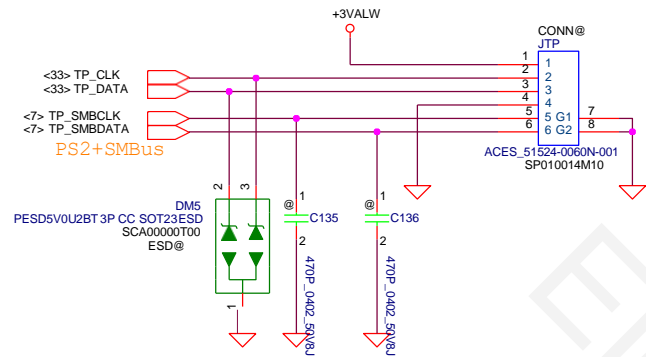 +3VALW
CONN@
JTP
1
2
3
4
5
6
1
2
3
4
5 G1
6 G2
7
8
<33> TP_CLK
<33> TP_DATA
<7> TP_SMBCLK
<7> TP_SMBDATA
PS2+SMBus
ACES_51524-0060N-001
SP010014M10
2
3
DM5
PESD5V0U2BT 3P CC SOT23ESD
SCA00000T00
ESD@
1
@
1
C135
2
470P_0402_50V8J
@
1
C136
2
470P_0402_50V8J